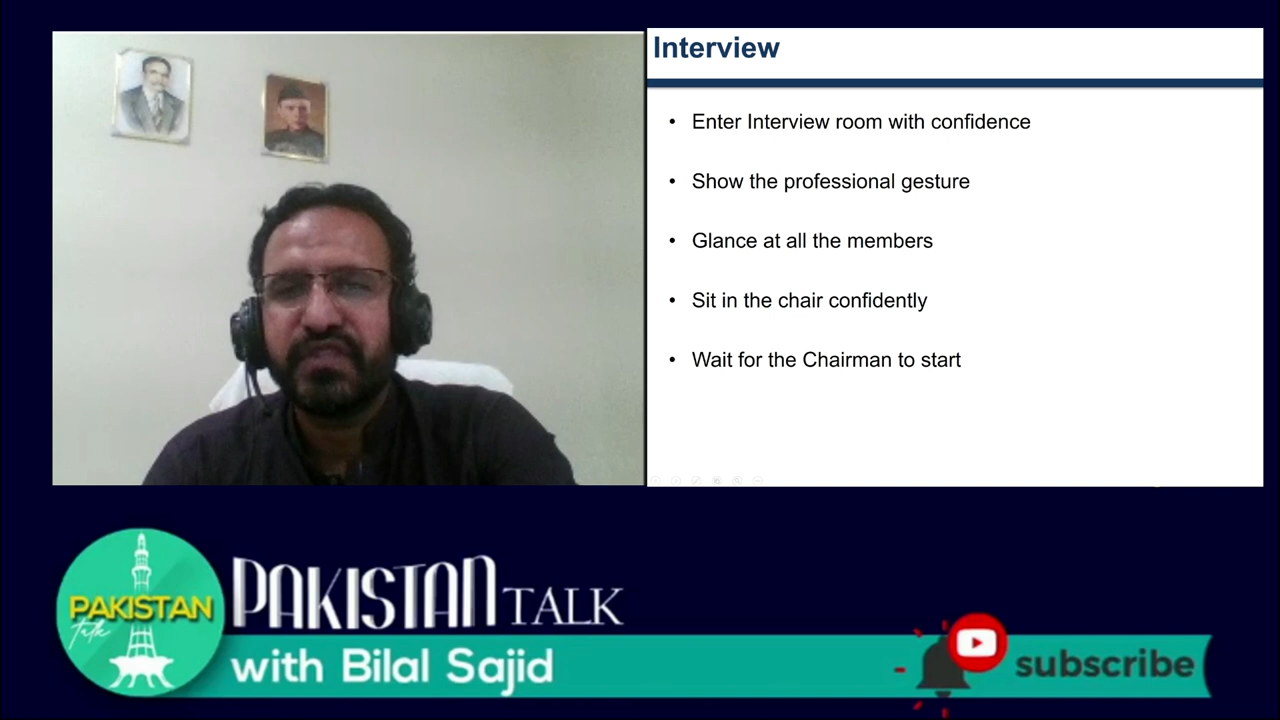 Interview
• Enter Interview room with confidence
• Show the professional gesture
• Glance at all the members
• Sit in the chair confidently
• Wait for the Chairman to start
PAKISTAN
Talk
PAKISTAN TALK
with Bilal Sajid
subscribe